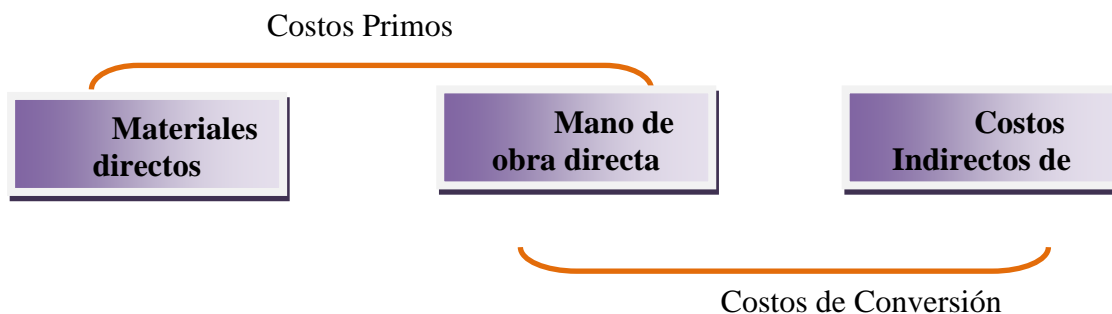 Costos Primos
Materiales
directos
Mano de
obra directa
Costos
Indirectos de
Costos de Conversión